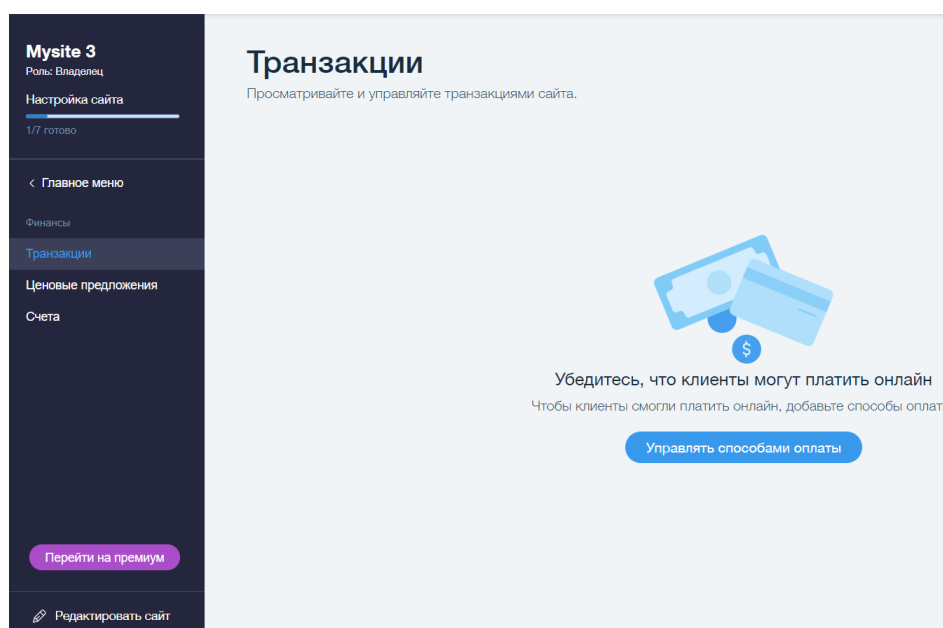 Mysite 3
Роль: Владелец
Настройка сайта
1/7 готово
< Главное меню
Финансы
Транзакции
Ценовые предложения
Счета
Перейти на премиум
Редактировать сайт
Транзакции
Просматривайте и управляйте транзакциями сайта.
$
Убедитесь, что клиенты могут платить онлайн
Чтобы клиенты смогли платить онлайн, добавьте способы оплат
Управлять способами оплаты